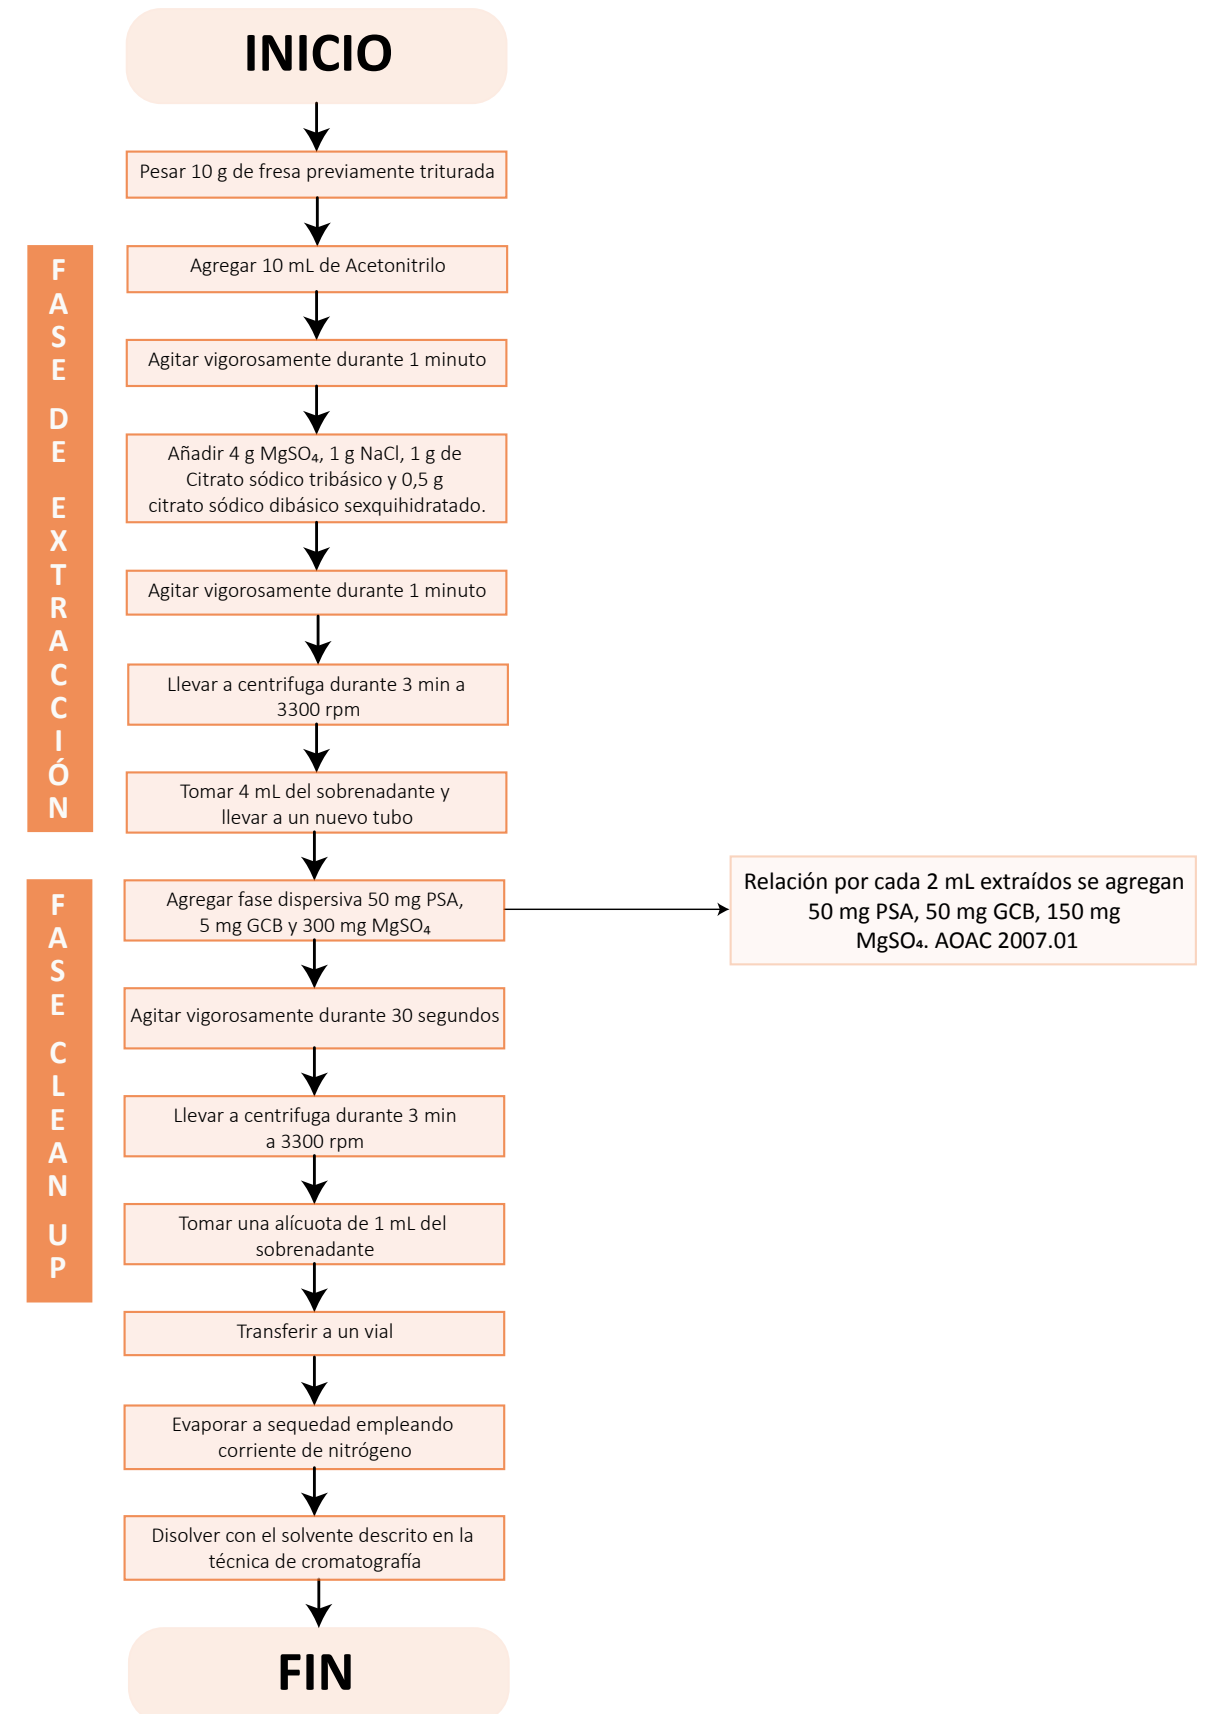 INICIO
Pesar 10 g de fresa previamente triturada
FASE DE EXTRACCIÓN
Agregar 10 mL de Acetonitrilo
Agitar vigorosamente durante 1 minuto
Añadir 4 g MgSO₄, 1 g NaCl, 1 g de
Citrato sódico tribásico y 0,5 g
citrato sódico dibásico sexquihidratado.
Agitar vigorosamente durante 1 minuto
Llevar a centrifuga durante 3 min a
3300 rpm
Tomar 4 mL del sobrenadante y
llevar a un nuevo tubo
FASE CLEAN UP
Agregar fase dispersiva 50 mg PSA,
5 mg GCB y 300 mg MgSO₄
Relación por cada 2 mL extraídos se agregan
50 mg PSA, 50 mg GCB, 150 mg
MgSO₄. AOAC 2007.01
Agitar vigorosamente durante 30 segundos
Llevar a centrifuga durante 3 min
a 3300 rpm
Tomar una alícuota de 1 mL del
sobrenadante
Transferir a un vial
Evaporar a sequedad empleando
corriente de nitrógeno
Disolver con el solvente descrito en la
técnica de cromatografía
FIN